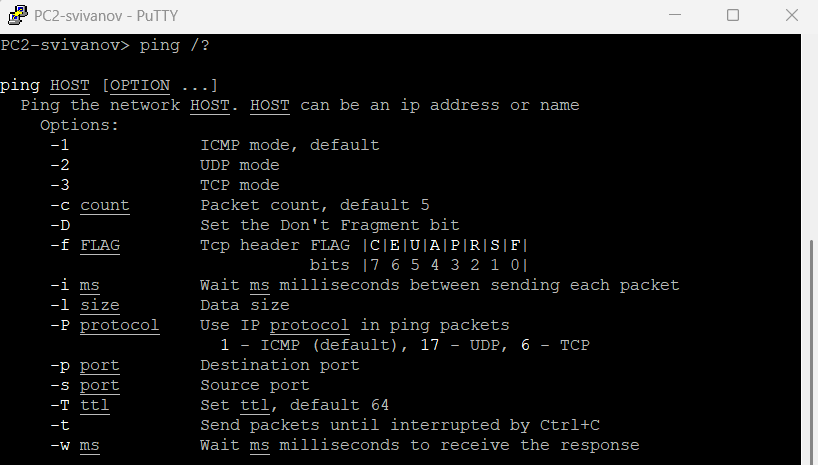 PC2-svivanov - PuTTY
PC2-svivanov> ping /?
ping HOST [OPTION ...]
Ping the network HOST. HOST can be an ip address or name
Options:
-1 ICMP mode, default
-2 UDP mode
-3 TCP mode
-c count Packet count, default 5
-D Set the Don't Fragment bit
-f FLAG Tcp header FLAG |C|E|U|A|P|R|S|F|
bits |7 6 5 4 3 2 1 0|
-i ms Wait ms milliseconds between sending each packet
-l size Data size
-P protocol Use IP protocol in ping packets
1 - ICMP (default), 17 - UDP, 6 - TCP
-p port Destination port
-s port Source port
-T ttl Set ttl, default 64
-t Send packets until interrupted by Ctrl+C
-w ms Wait ms milliseconds to receive the response